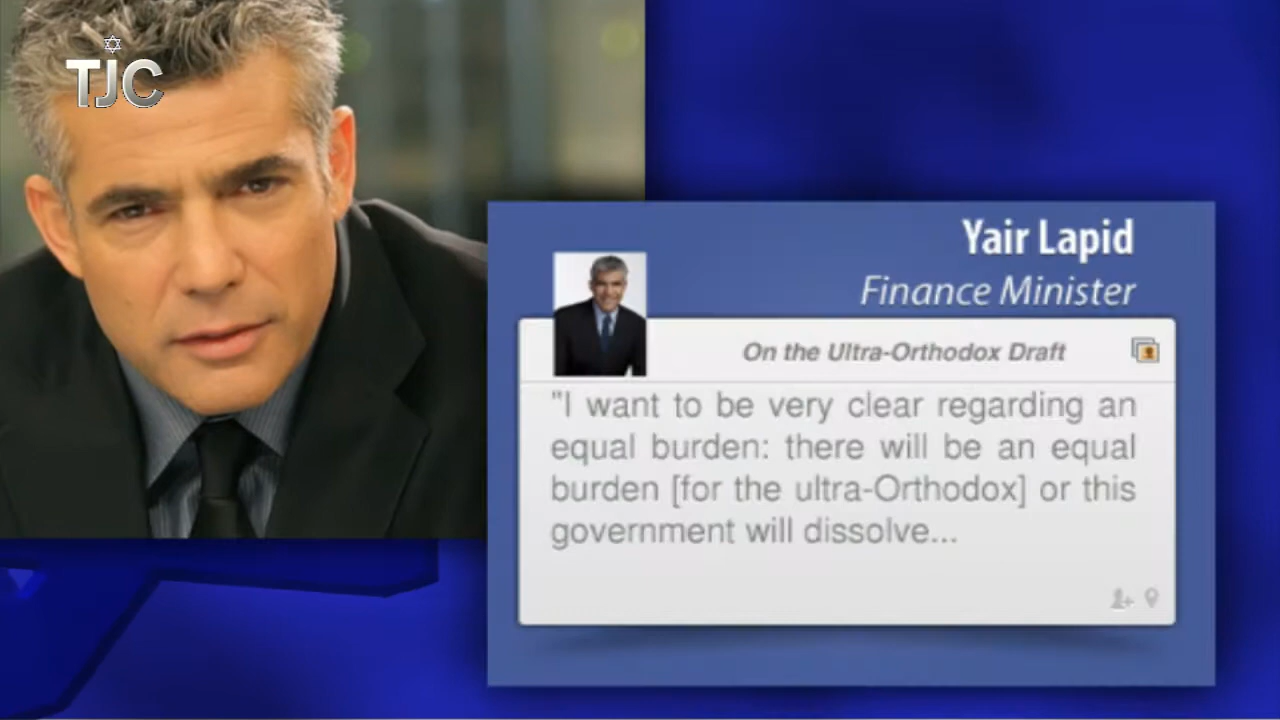 TJC
Yair Lapid
Finance Minister
On the Ultra-Orthodox Draft
"I want to be very clear regarding an
equal burden: there will be an equal
burden [for the ultra-Orthodox] or this
government will dissolve...